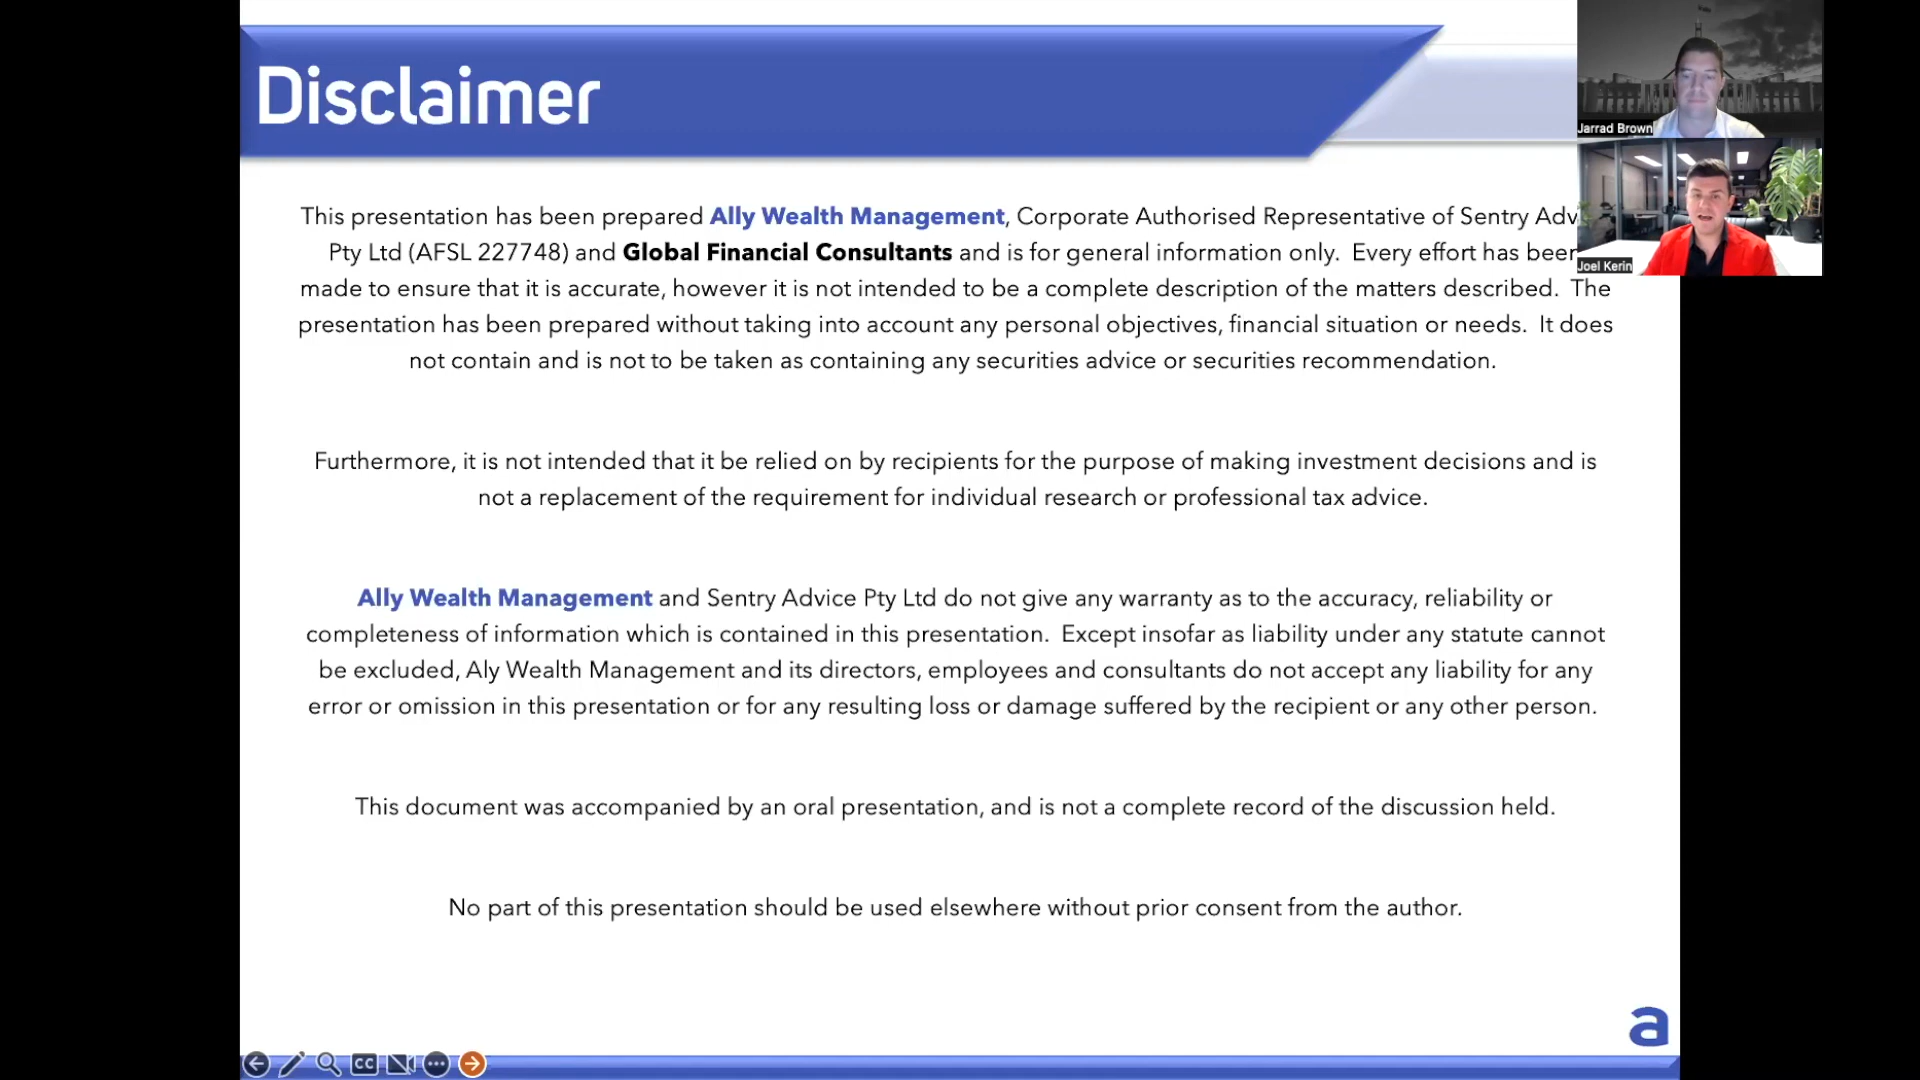 Disclaimer
Jarrad Brown
Joel Kerin
This presentation has been prepared Ally Wealth Management, Corporate Authorised Representative of Sentry Adv
Pty Ltd (AFSL 227748) and Global Financial Consultants and is for general information only. Every effort has been
made to ensure that it is accurate, however it is not intended to be a complete description of the matters described. The
presentation has been prepared without taking into account any personal objectives, financial situation or needs. It does
not contain and is not to be taken as containing any securities advice or securities recommendation.
Furthermore, it is not intended that it be relied on by recipients for the purpose of making investment decisions and is
not a replacement of the requirement for individual research or professional tax advice.
Ally Wealth Management and Sentry Advice Pty Ltd do not give any warranty as to the accuracy, reliability or
completeness of information which is contained in this presentation. Except insofar as liability under any statute cannot
be excluded, Aly Wealth Management and its directors, employees and consultants do not accept any liability for any
error or omission in this presentation or for any resulting loss or damage suffered by the recipient or any other person.
This document was accompanied by an oral presentation, and is not a complete record of the discussion held.
No part of this presentation should be used elsewhere without prior consent from the author.
a
CC